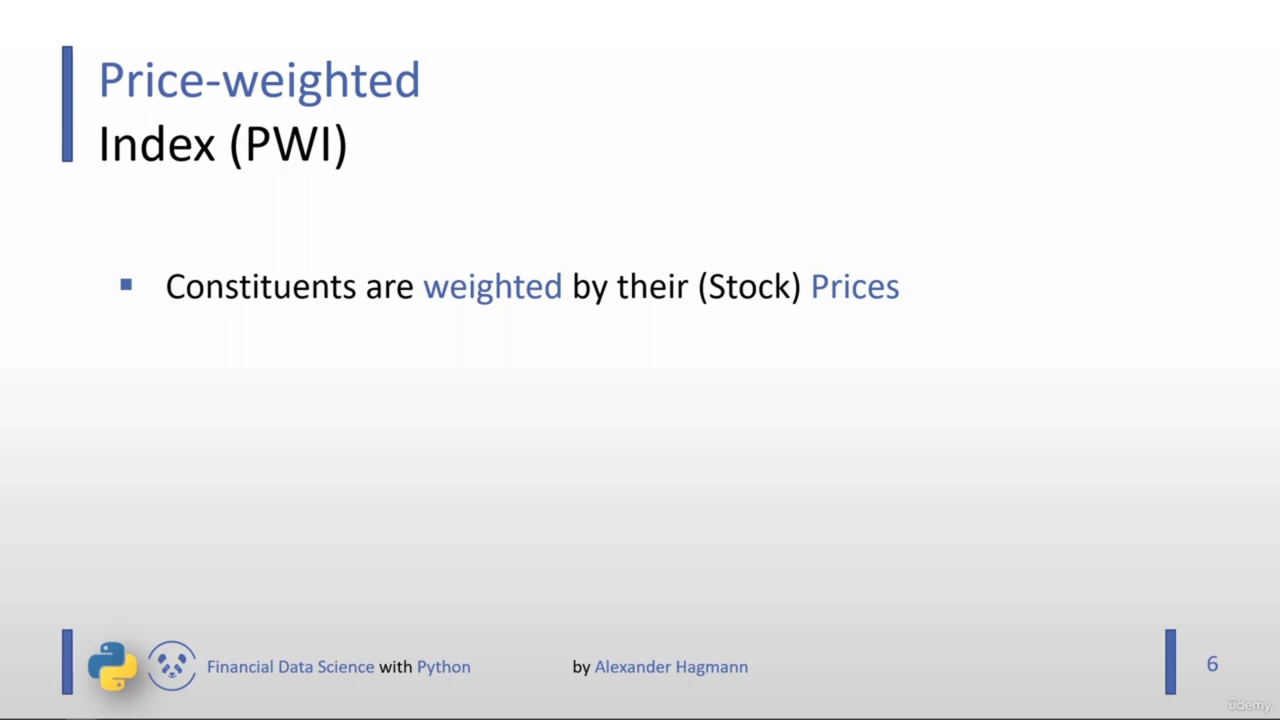 Price-weighted
Index (PWI)
▪ Constituents are weighted by their (Stock) Prices
Financial Data Science with Python by Alexander Hagmann
6
ûdemy